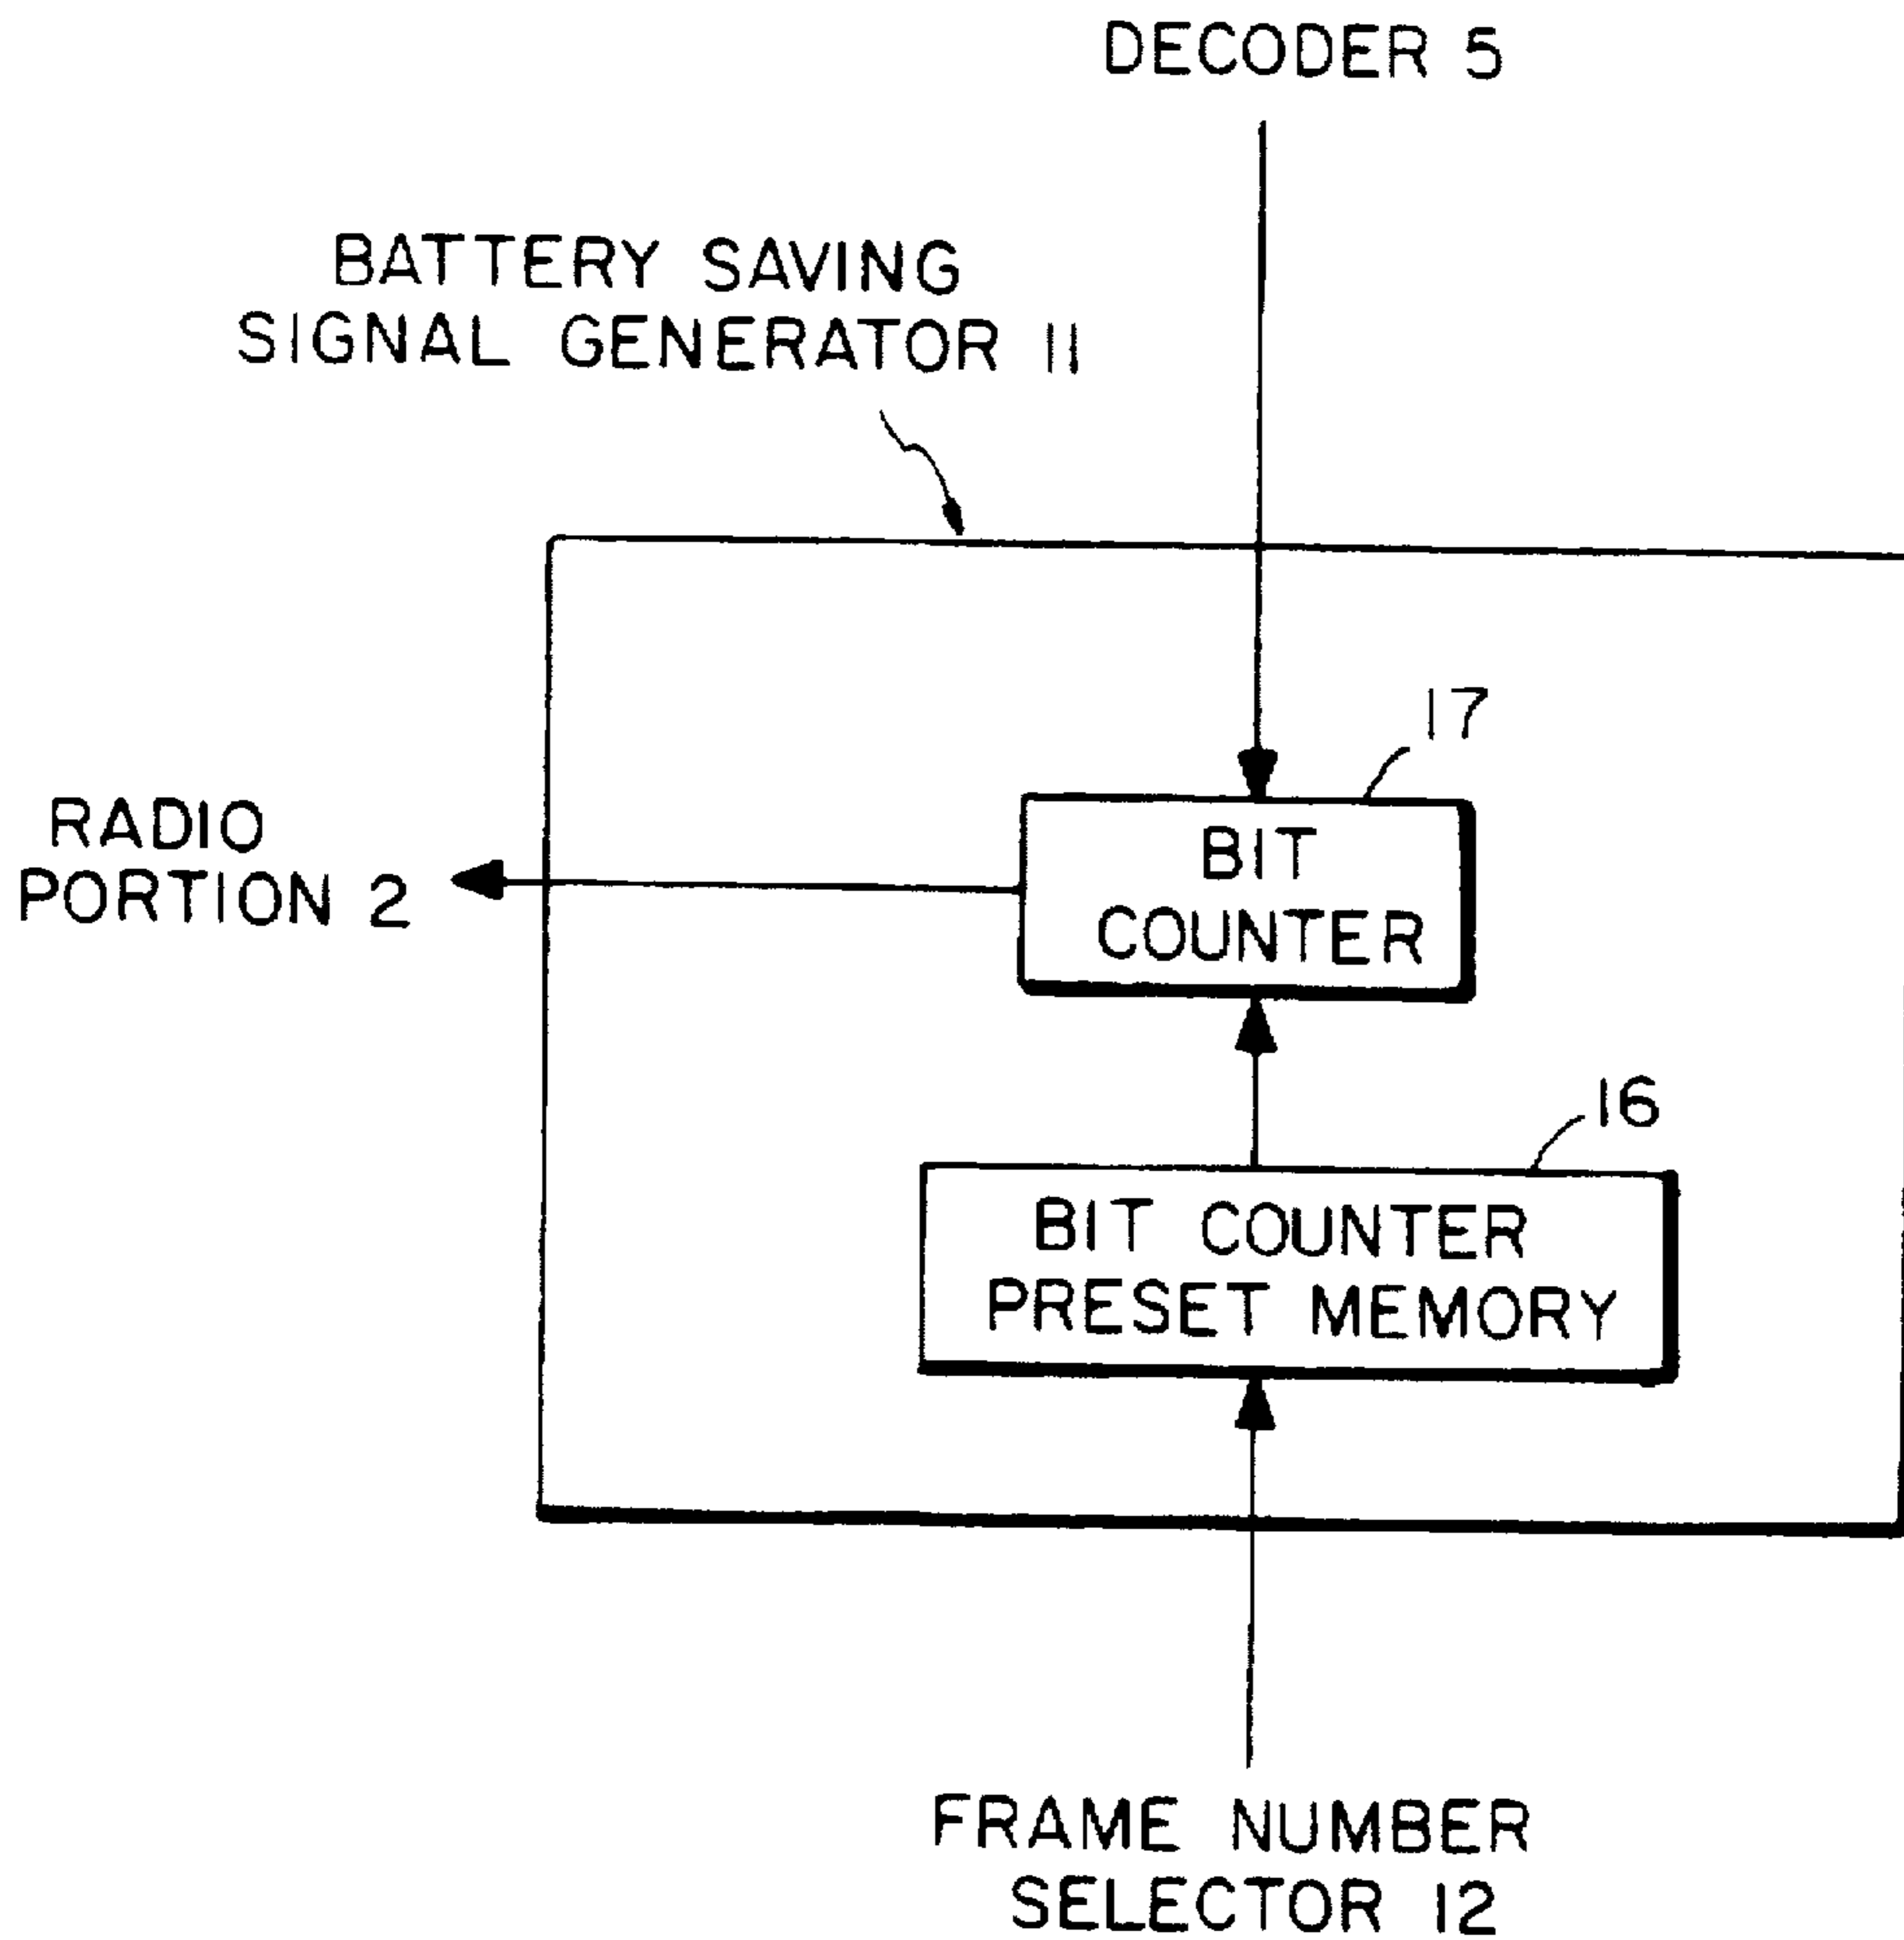 DECODER 5
BATTERY SAVING
SIGNAL GENERATOR 11
17
RADIO
PORTION 2
BIT
COUNTER
16
BIT COUNTER
PRESET MEMORY
FRAME NUMBER
SELECTOR 12